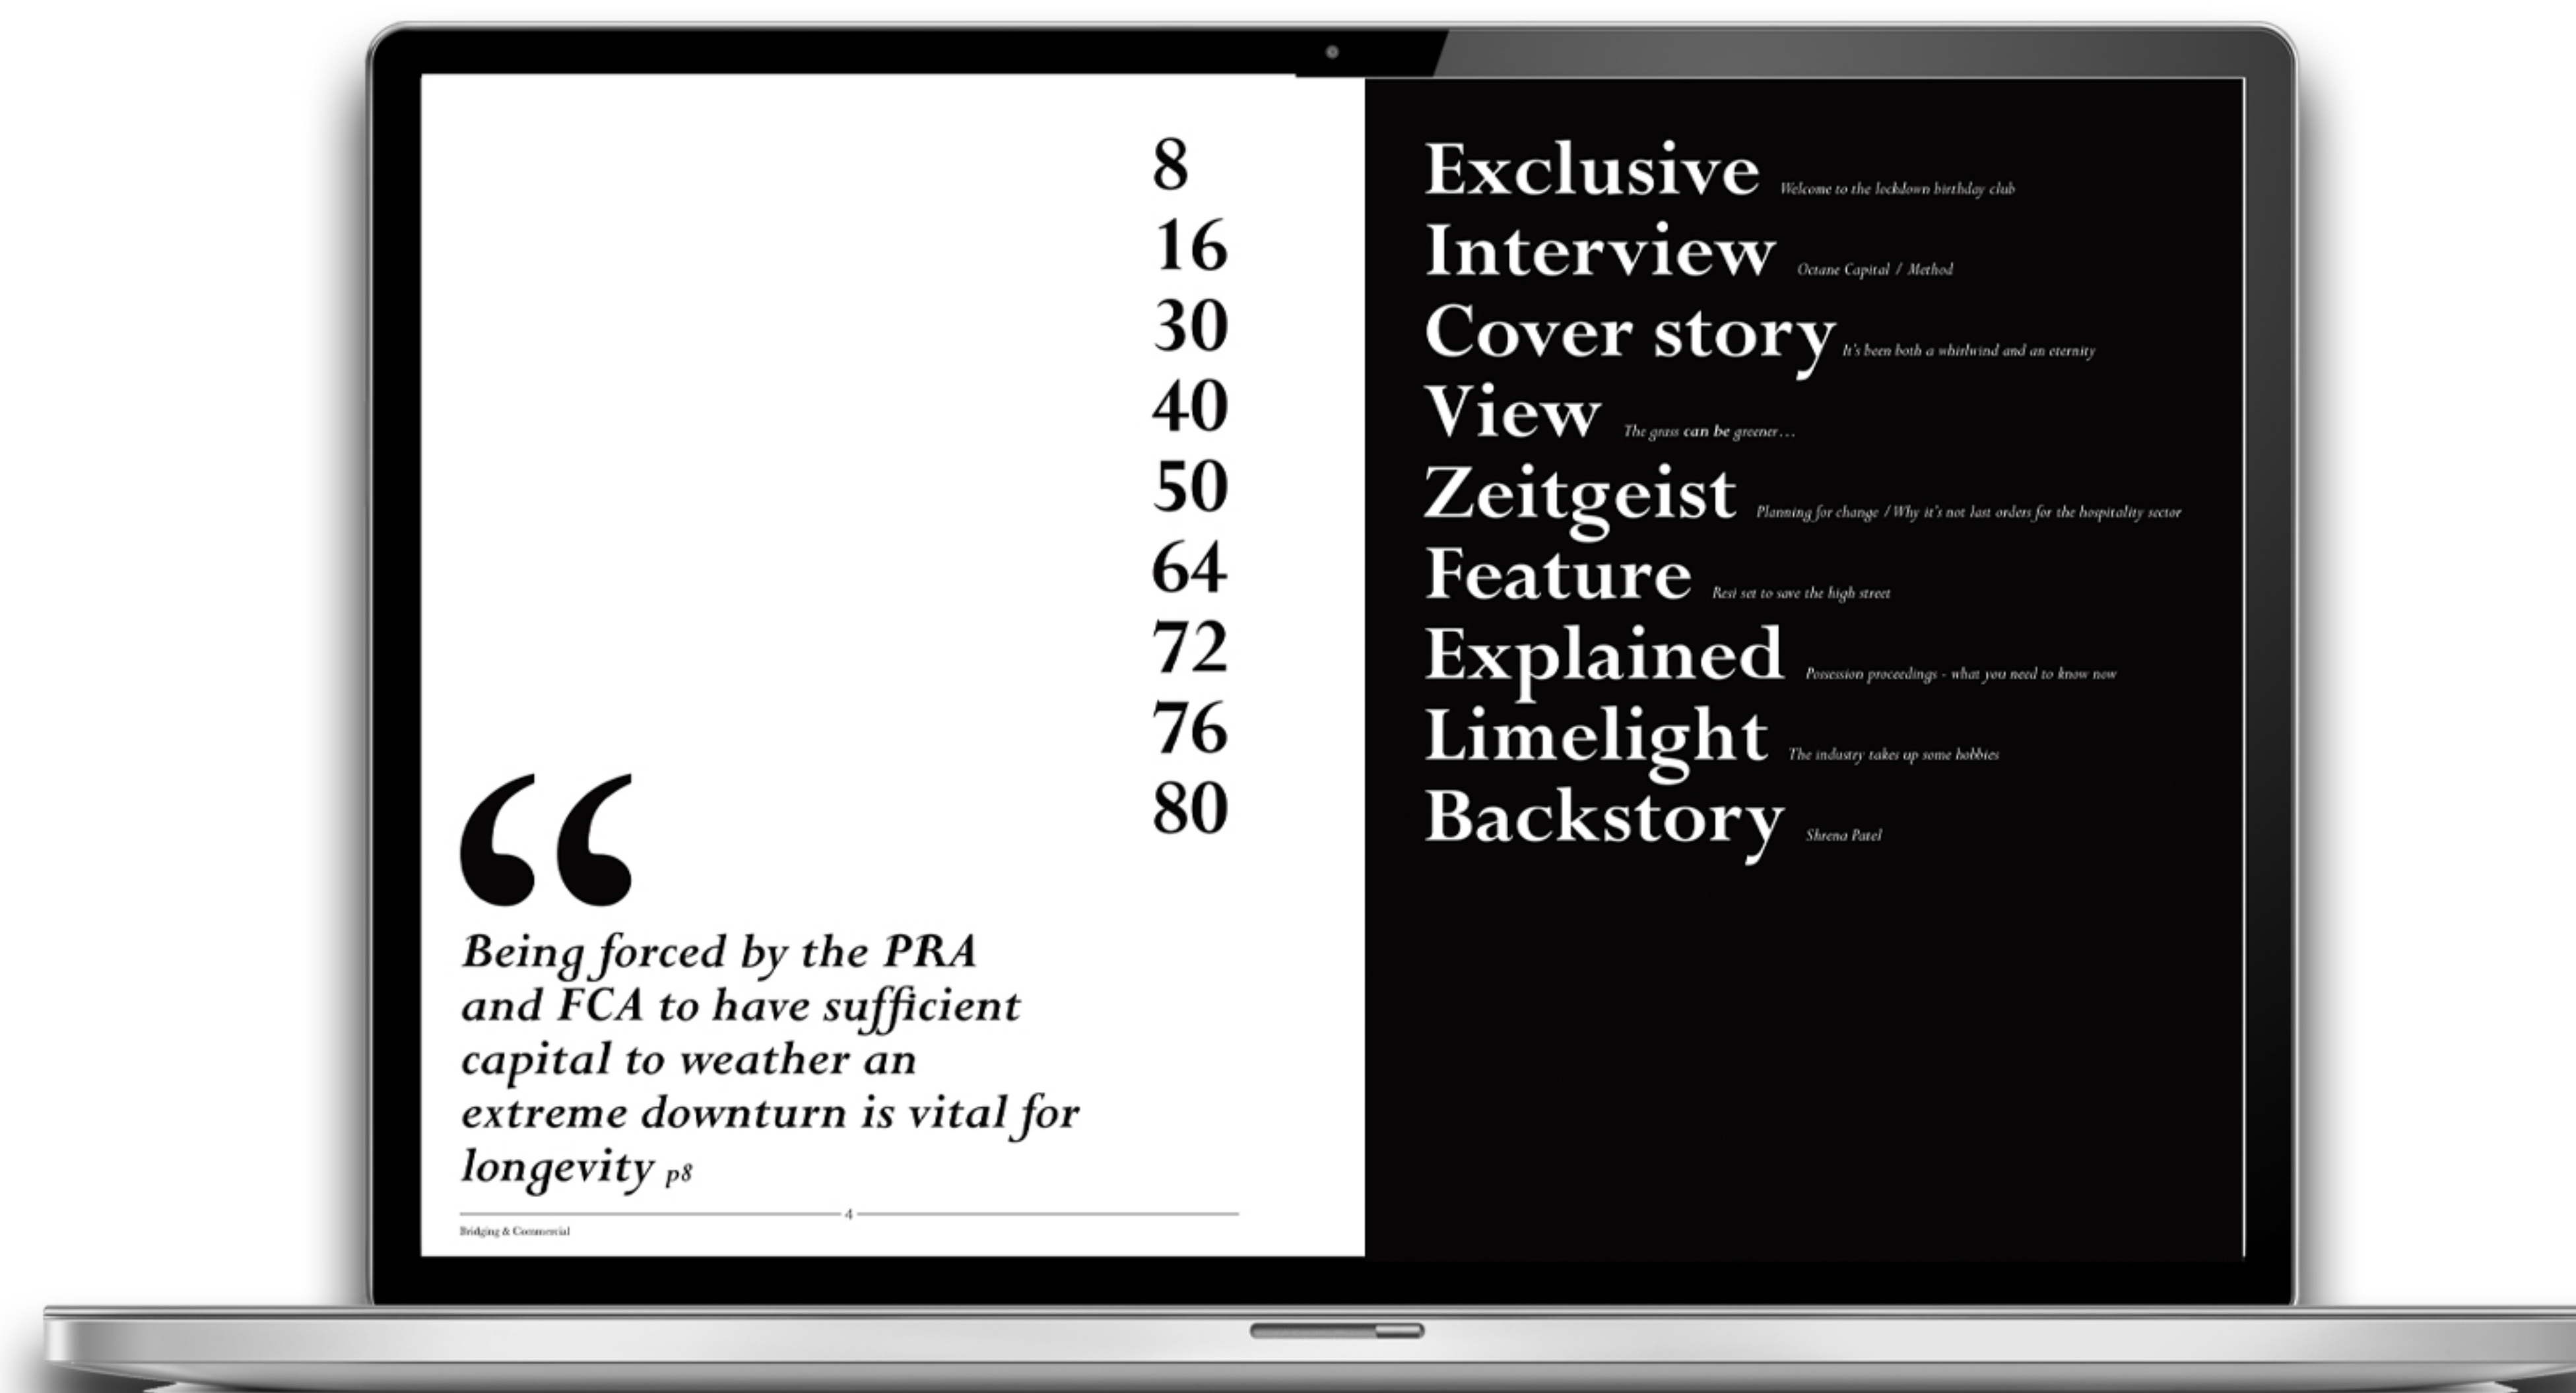 8
16
30
40
50
64
72
76
80
Being forced by the PRA
and FCA to have sufficient
capital to weather an
extreme downturn is vital for
longevity p8
4
Bridging & Commercial
Exclusive Welcome to the lockdown birthday club
Interview Octane Capital / Method
Cover story It's been both a whirlwind and an eternity
View The grass can be greener...
Zeitgeist Planning for change / Why it's not last orders for the hospitality sector
Feature Resi set to save the high street
Explained Possession proceedings - what you need to know now
Limelight The industry takes up some hobbies
Backstory Shrena Patel